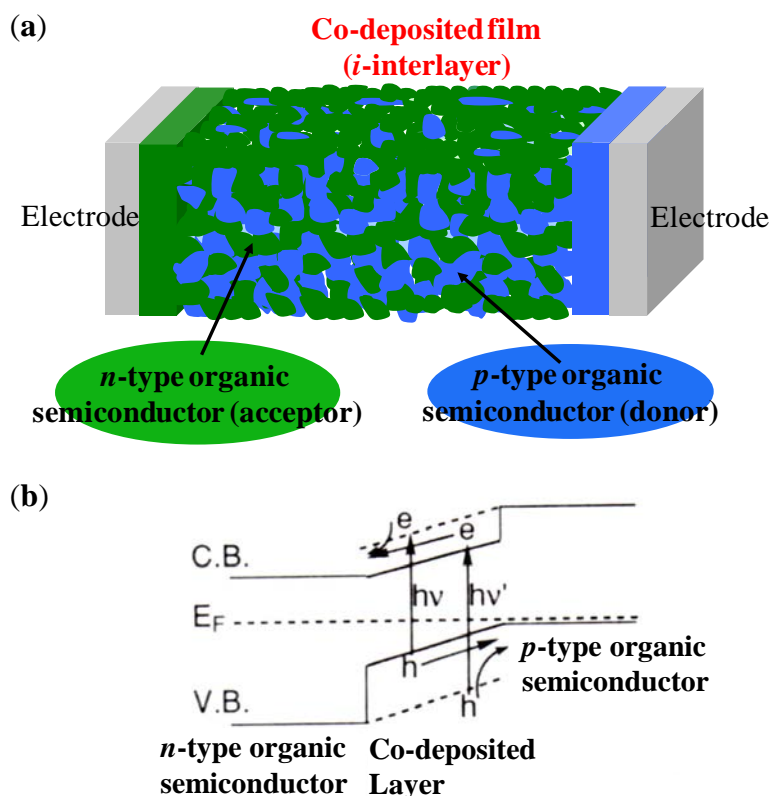 (a)
Co-deposited film
(i-interlayer)
Electrode
Electrode
n-type organic
semiconductor (acceptor)
p-type organic
semiconductor (donor)
(b)
e
e
C.B.
hν
hν'
E_F
h
p-type organic
semiconductor
V.B.
h
n-type organic
semiconductor
Co-deposited
Layer